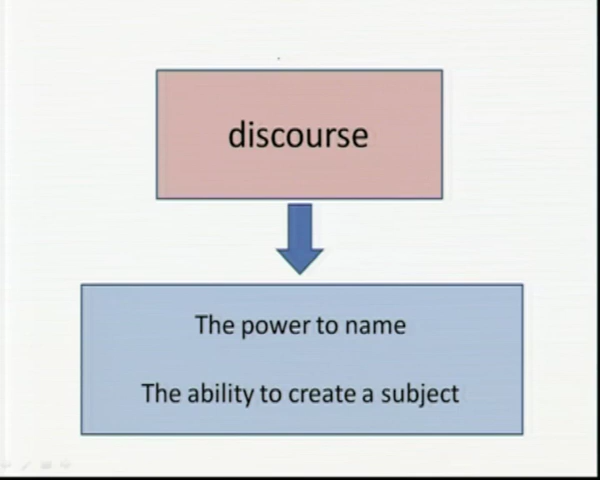 discourse
The power to name
The ability to create a subject